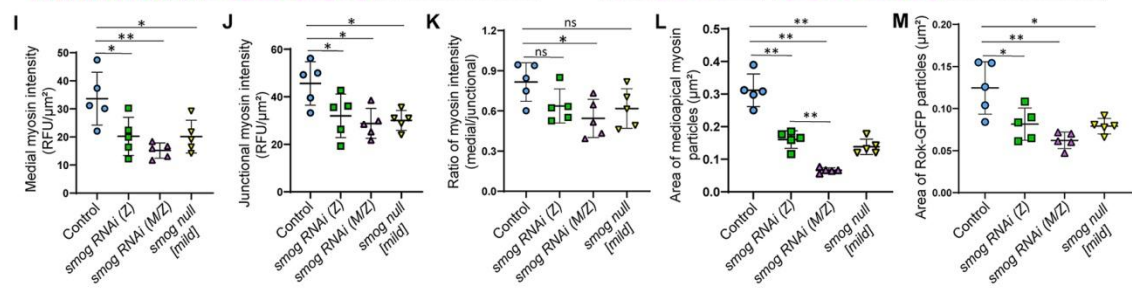 I
Medial myosin intensity
(RFU/µm²)
50
40
30
20
10
0
*
**
*
Control
smog RNAi (Z)
smog RNAi (M/Z)
smog null
[mild]
J
Junctional myosin intensity
(RFU/µm²)
60
40
20
0
*
*
*
Control
smog RNAi (Z)
smog RNAi (M/Z)
smog null
[mild]
K
Ratio of myosin intensity
(medial/junctional)
1.2
0.9
0.6
0.3
0.0
ns
*
ns
Control
smog RNAi (Z)
smog RNAi (M/Z)
smog null
[mild]
L
Area of medioapical myosin
particles (µm²)
0.5
0.4
0.3
0.2
0.1
0.0
**
**
**
**
Control
smog RNAi (Z)
smog RNAi (M/Z)
smog null
[mild]
M
Area of Rok-GFP particles (µm²)
0.20
0.15
0.10
0.05
0.00
*
**
*
Control
smog RNAi (Z)
smog RNAi (M/Z)
smog null
[mild]